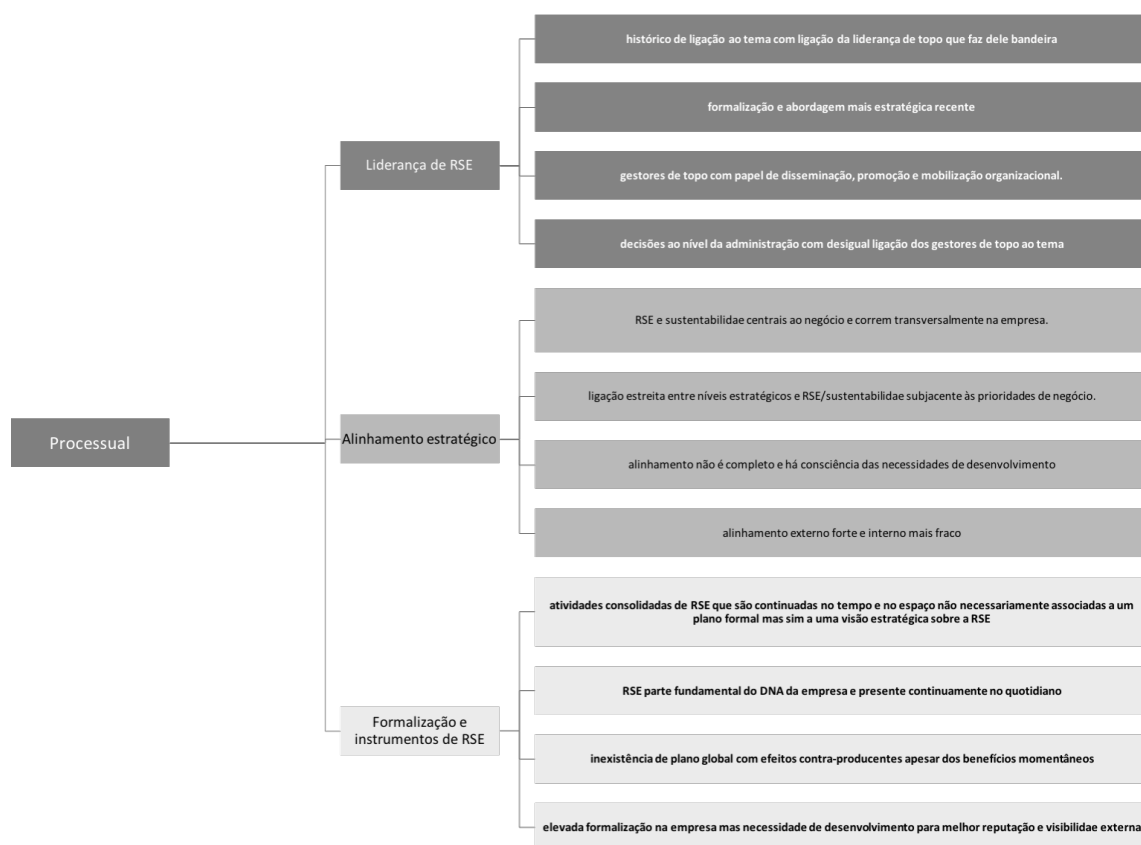 Processual
Liderança de RSE
histórico de ligação ao tema com ligação da liderança de topo que faz dele bandeira
formalização e abordagem mais estratégica recente
gestores de topo com papel de disseminação, promoção e mobilização organizacional.
decisões ao nível da administração com desigual ligação dos gestores de topo ao tema
Alinhamento estratégico
RSE e sustentabilidae centrais ao negócio e correm transversalmente na empresa.
ligação estreita entre níveis estratégicos e RSE/sustentabilidae subjacente às prioridades de negócio.
alinhamento não é completo e há consciência das necessidades de desenvolvimento
alinhamento externo forte e interno mais fraco
Formalização e
instrumentos de RSE
atividades consolidadas de RSE que são continuadas no tempo e no espaço não necessariamente associadas a um
plano formal mas sim a uma visão estratégica sobre a RSE
RSE parte fundamental do DNA da empresa e presente continuamente no quotidiano
inexistência de plano global com efeitos contra-producentes apesar dos benefícios momentâneos
elevada formalização na empresa mas necessidade de desenvolvimento para melhor reputação e visibilidae externa